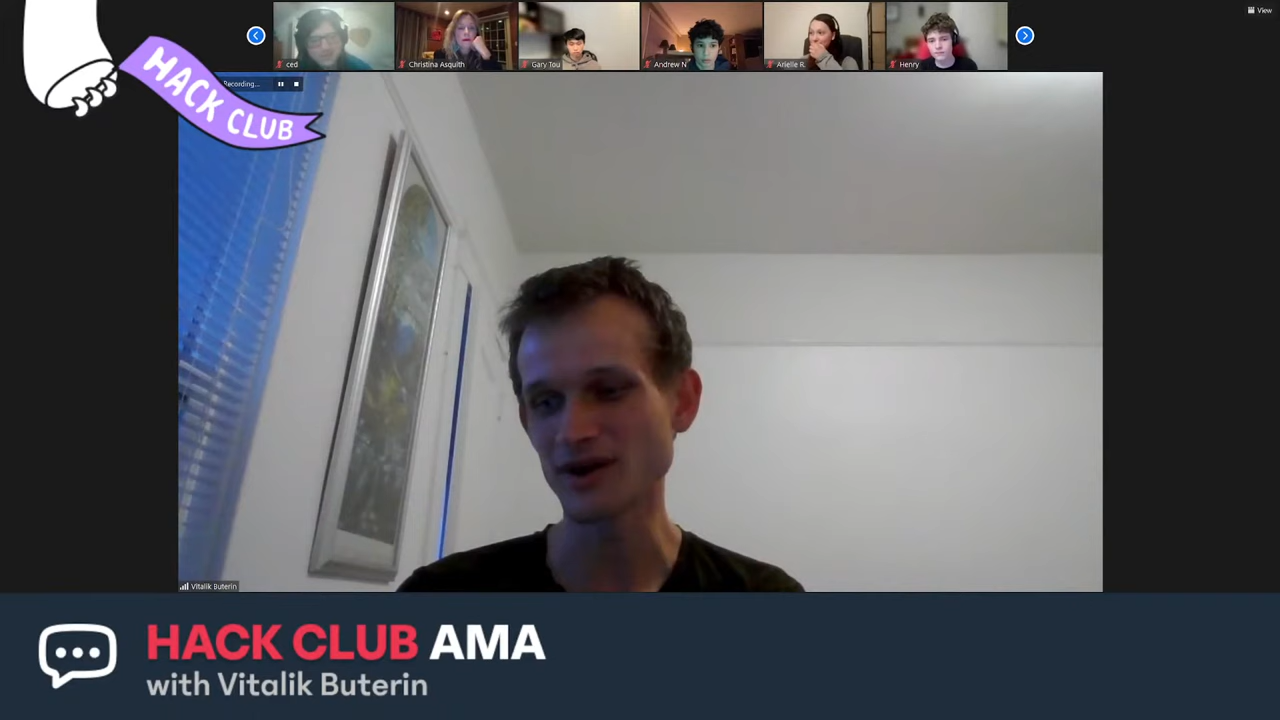 View
ced
Christina Asquith
Gary Tou
Andrew N
Arielle R.
Henry
HACK CLUB
Recording...
Vitalik Buterin
HACK CLUB AMA
with Vitalik Buterin